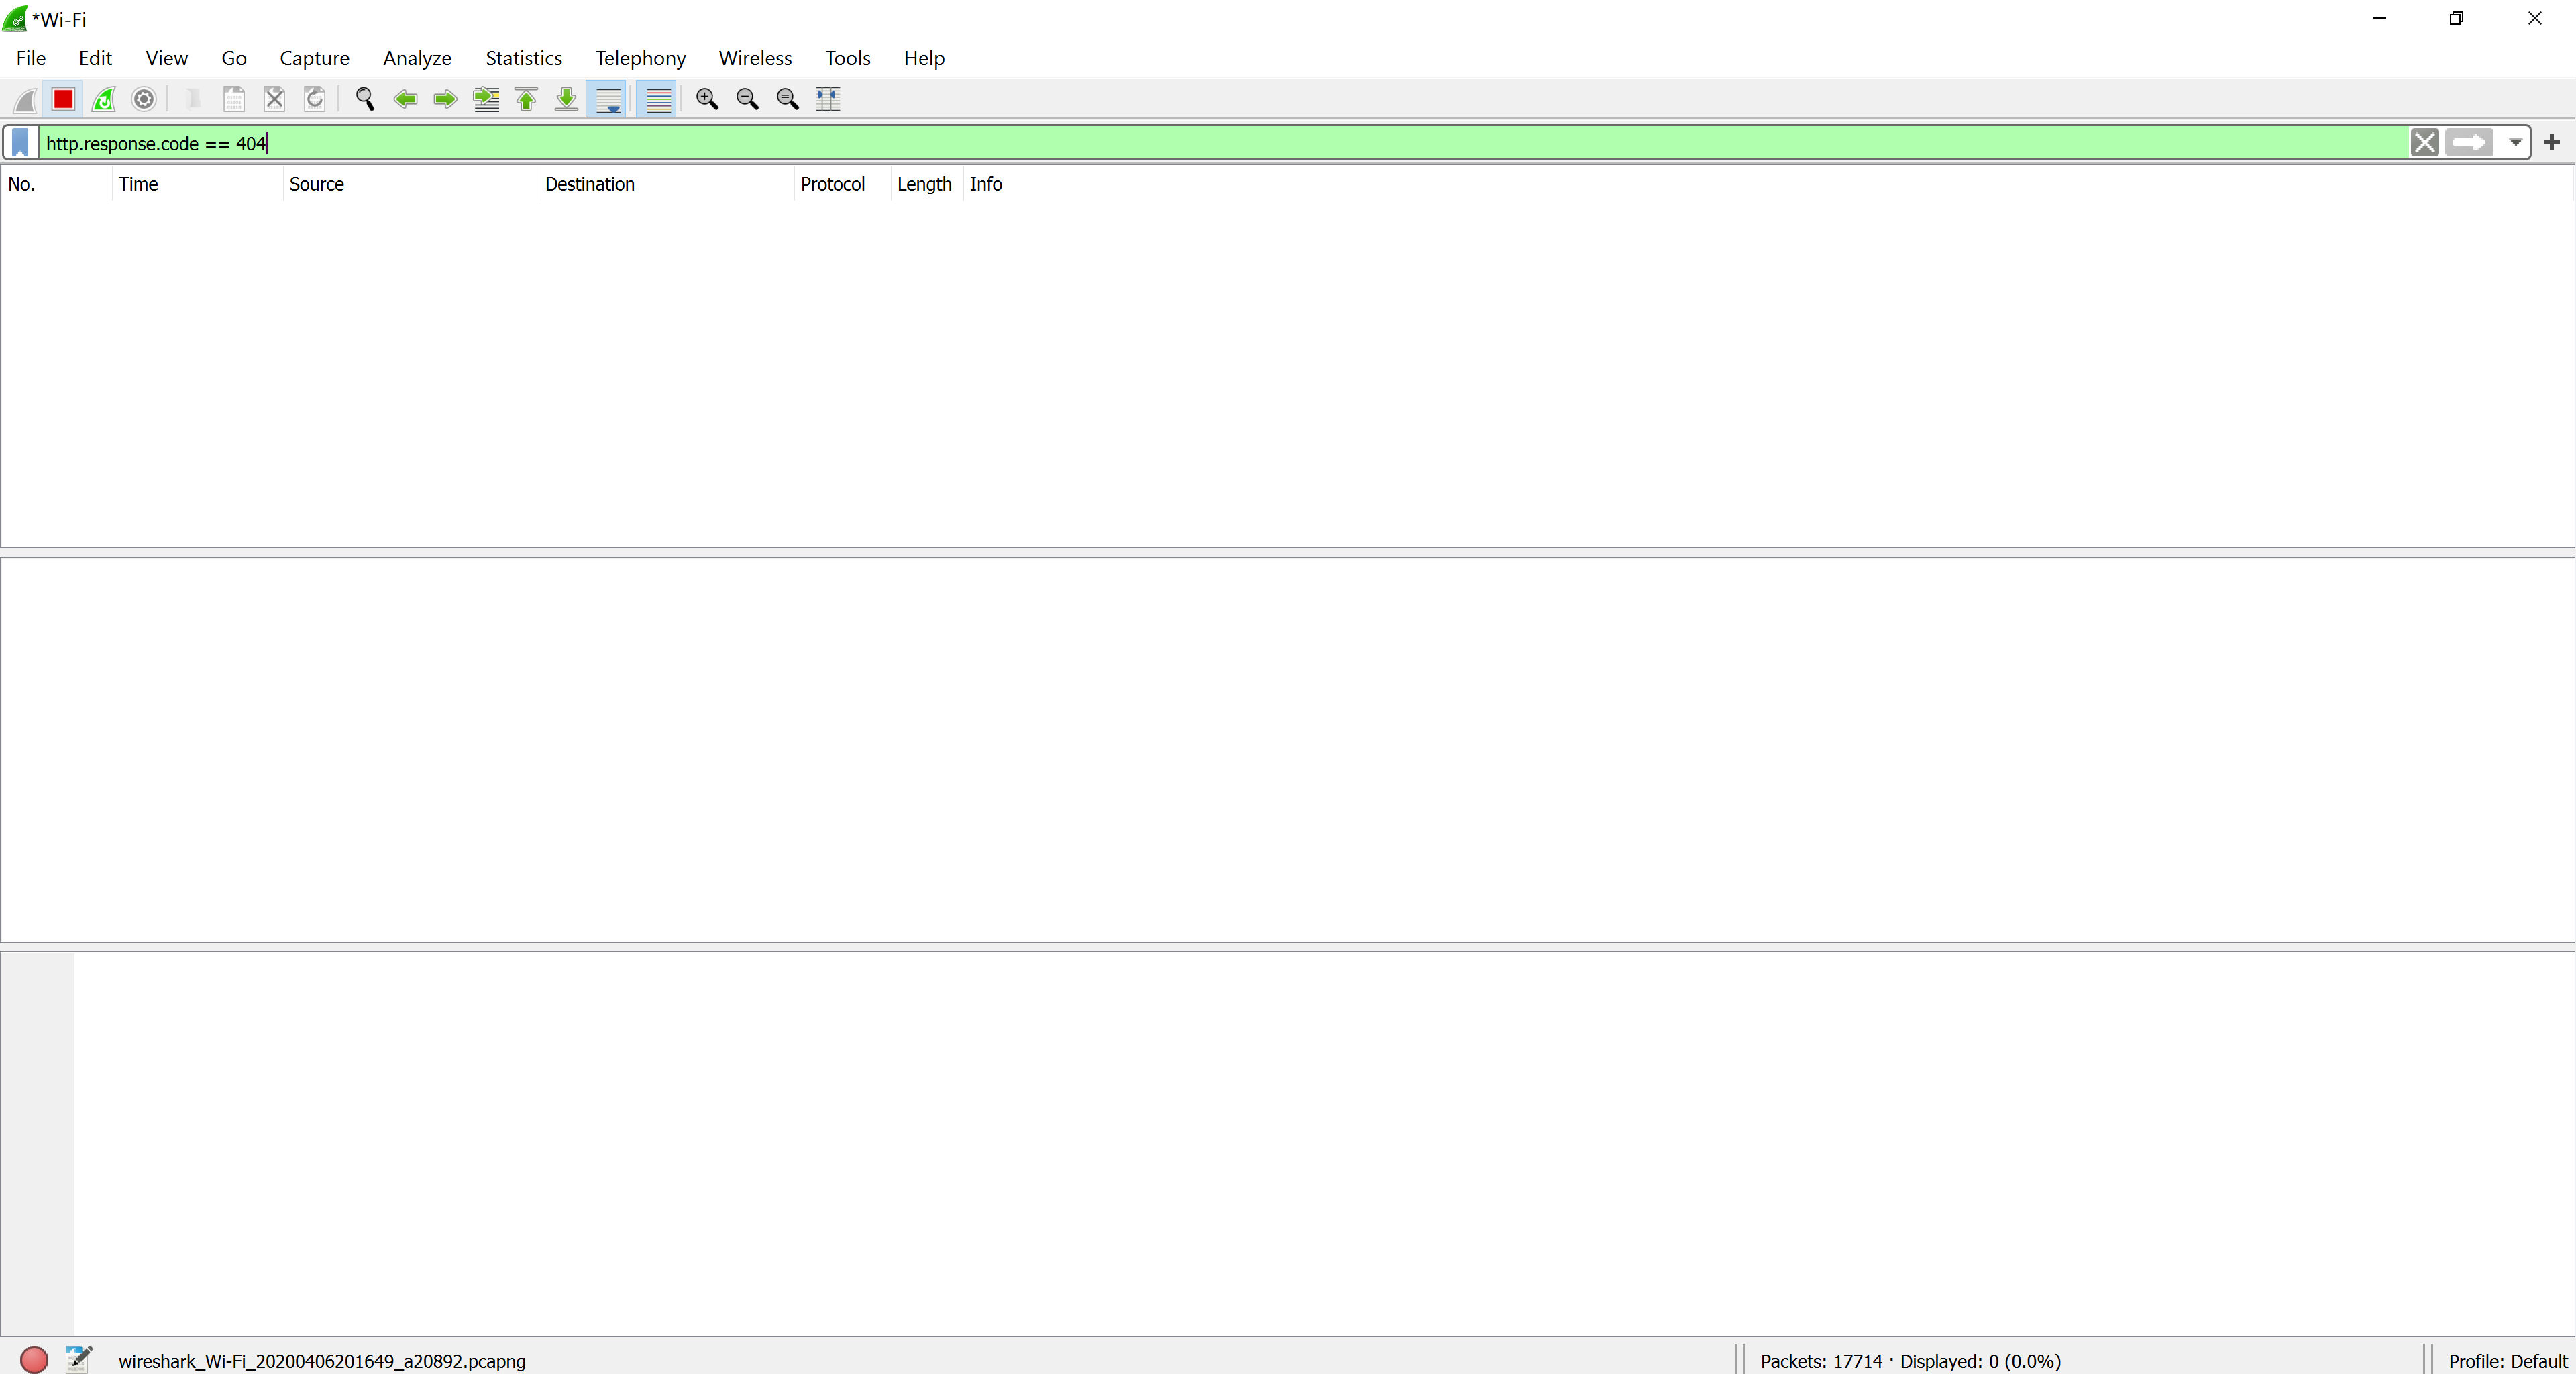 *Wi-Fi
File Edit View Go Capture Analyze Statistics Telephony Wireless Tools Help
http.response.code == 404
No. Time Source Destination Protocol Length Info
wireshark_Wi-Fi_20200406201649_a20892.pcapng Packets: 17714 · Displayed: 0 (0.0%) Profile: Default